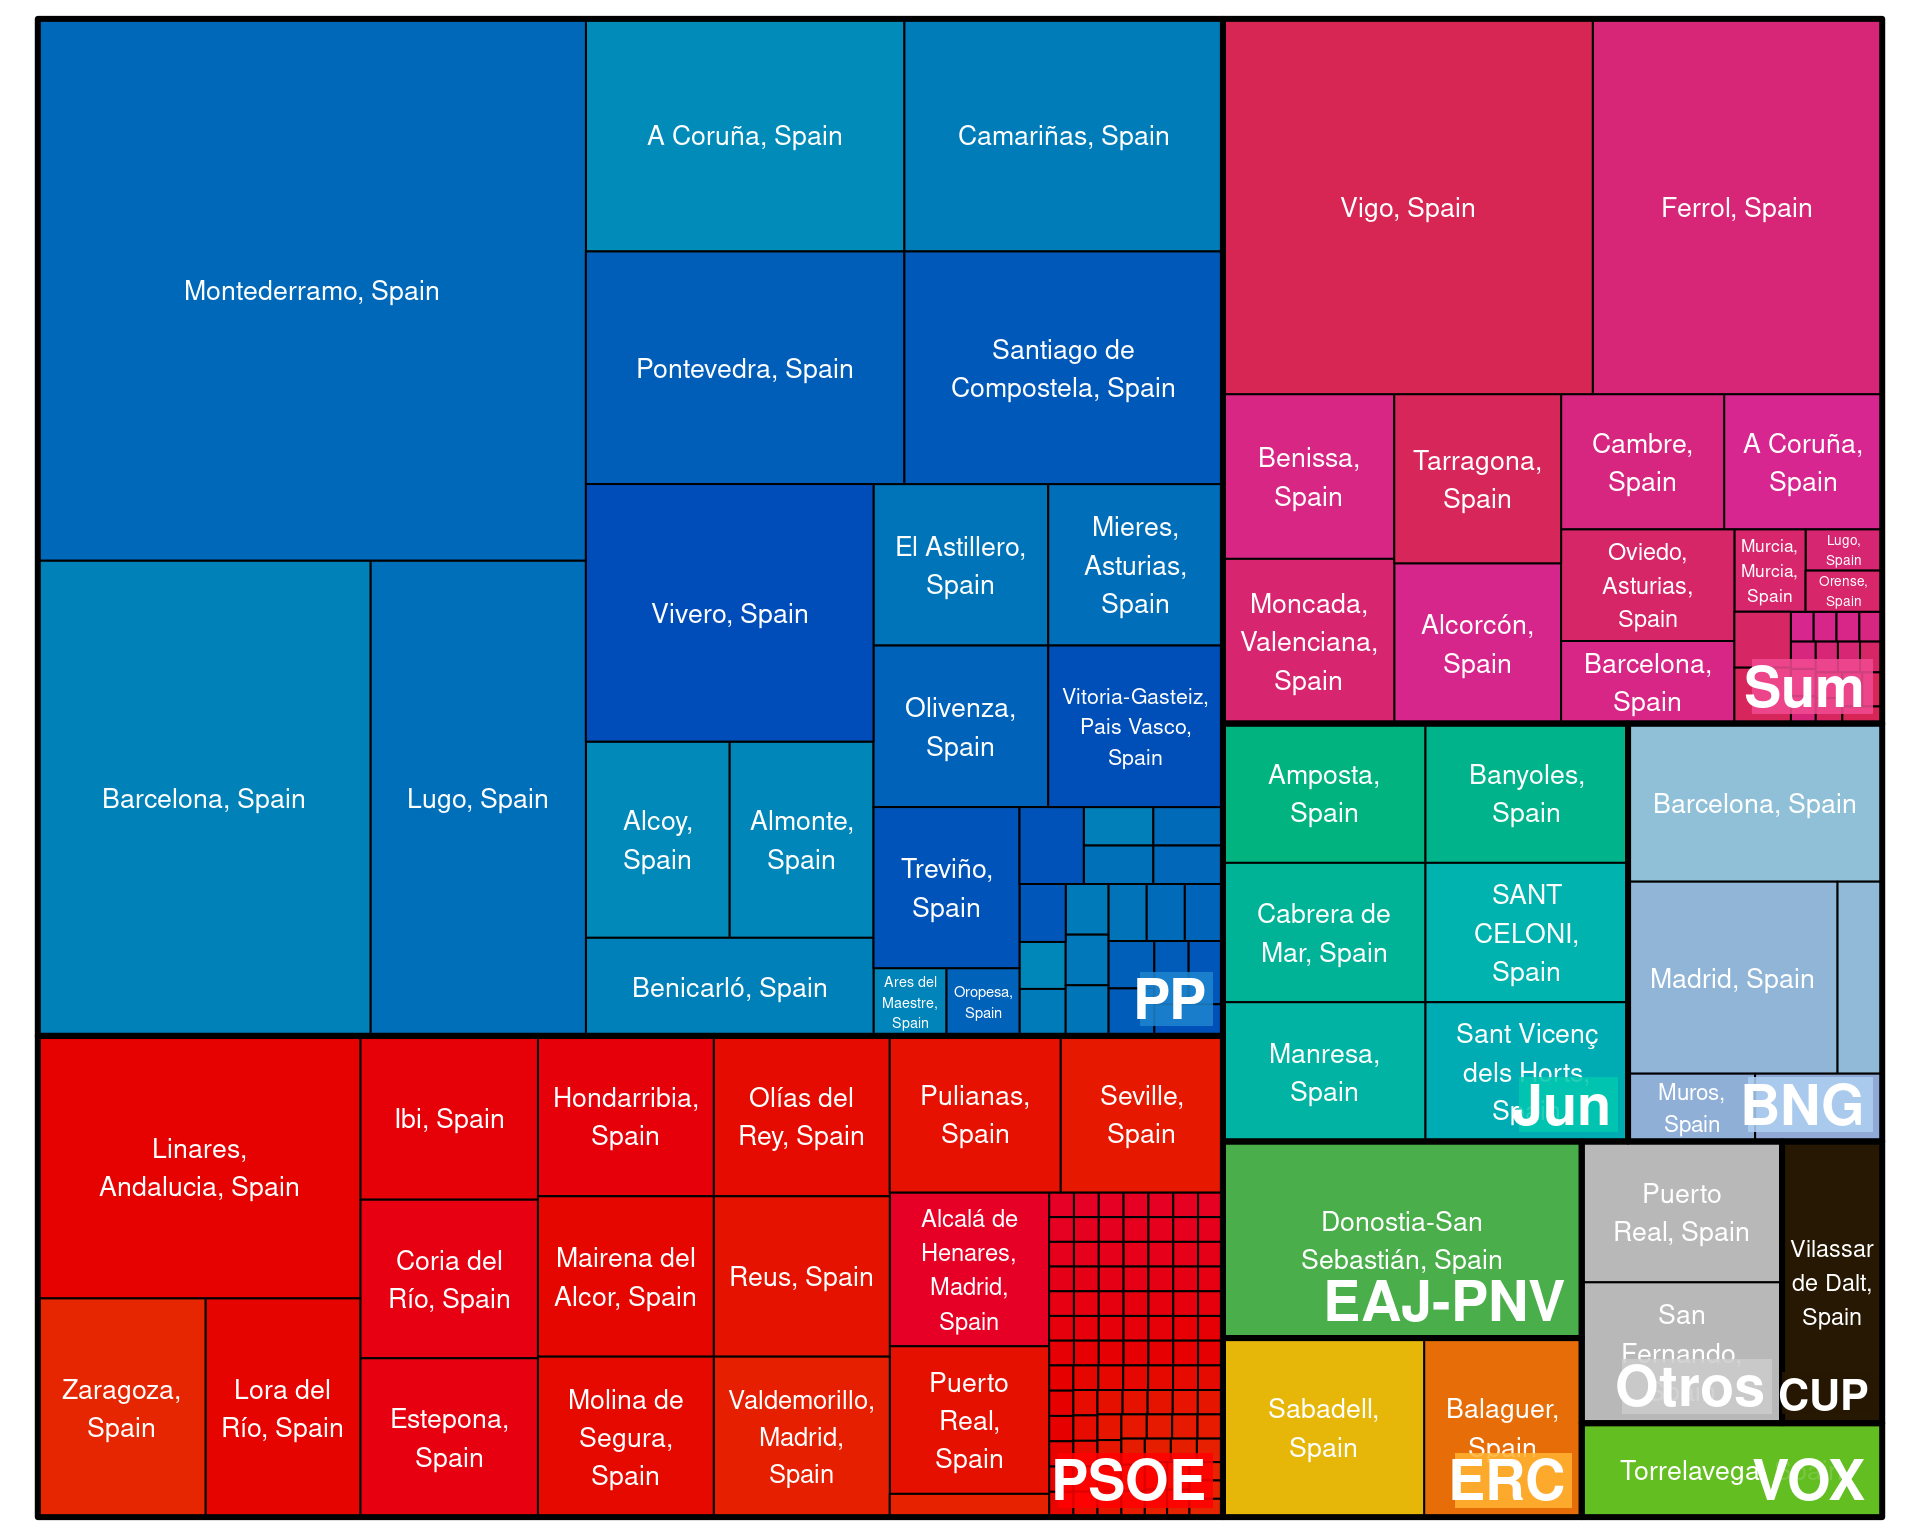 Montederramo, Spain
A Coruña, Spain
Camariñas, Spain
Pontevedra, Spain
Santiago de
Compostela, Spain
Barcelona, Spain
Lugo, Spain
Vivero, Spain
El Astillero,
Spain
Mieres,
Asturias,
Spain
Olivenza,
Spain
Vitoria-Gasteiz,
Pais Vasco,
Spain
Alcoy,
Spain
Almonte,
Spain
Benicarló, Spain
Treviño,
Spain
Ares del
Maestre,
Spain
Oropesa,
Spain
PP
Vigo, Spain
Ferrol, Spain
Benissa,
Spain
Tarragona,
Spain
Cambre,
Spain
A Coruña,
Spain
Moncada,
Valenciana,
Spain
Alcorcón,
Spain
Oviedo,
Asturias,
Spain
Barcelona,
Spain
Murcia,
Murcia,
Spain
Lugo,
Spain
Orense,
Spain
Sum
Amposta,
Spain
Banyoles,
Spain
Cabrera de
Mar, Spain
SANT
CELONI,
Spain
Manresa,
Spain
Sant Vicenç
dels Horts,
Spain
Jun
Barcelona, Spain
Madrid, Spain
Muros,
Spain
BNG
Linares,
Andalucia, Spain
Zaragoza,
Spain
Lora del
Río, Spain
Ibi, Spain
Coria del
Río, Spain
Estepona,
Spain
Hondarribia,
Spain
Mairena del
Alcor, Spain
Molina de
Segura,
Spain
Olías del
Rey, Spain
Reus, Spain
Valdemorillo,
Madrid,
Spain
Pulianas,
Spain
Seville,
Spain
Alcalá de
Henares,
Madrid,
Spain
Puerto
Real,
Spain
PSOE
Donostia-San
Sebastián, Spain
EAJ-PNV
Sabadell,
Spain
Balaguer,
Spain
ERC
Puerto
Real, Spain
San
Fernando,
Otros
Vilassar
de Dalt,
Spain
CUP
Torrelavega
VOX